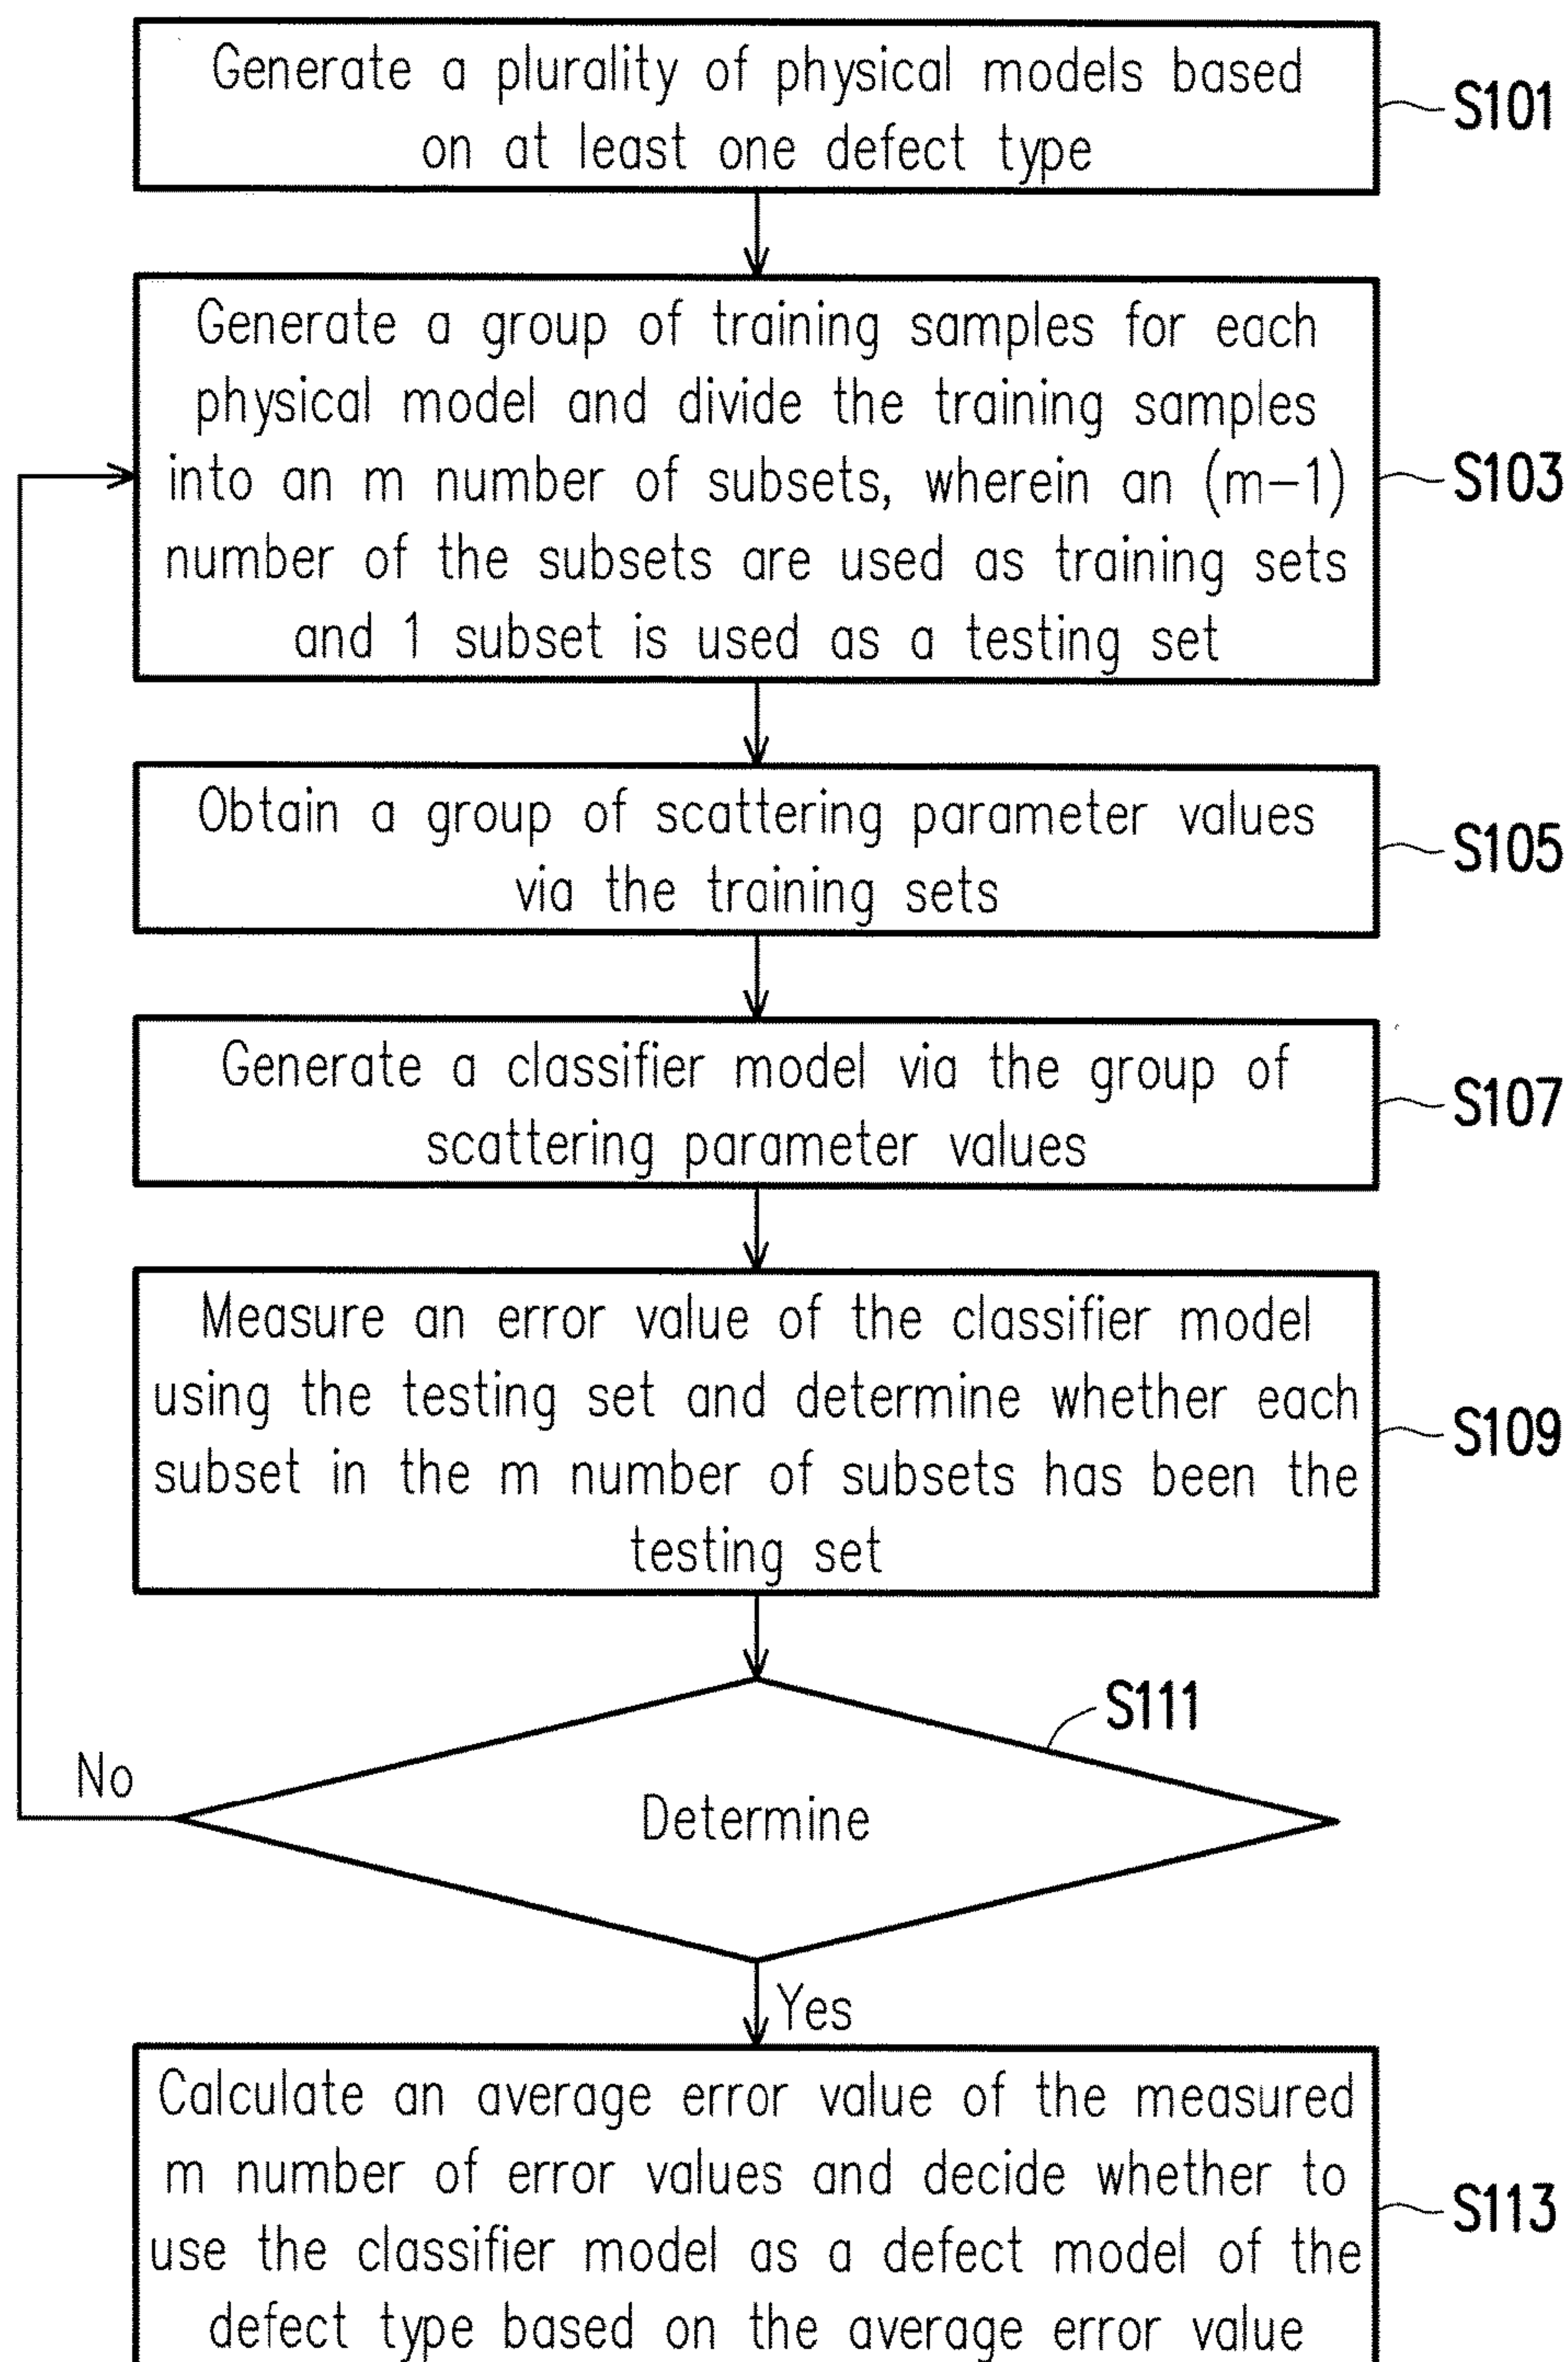 Generate a plurality of physical models based
on at least one defect type
S101
Generate a group of training samples for each
physical model and divide the training samples
into an m number of subsets, wherein an (m-1)
number of the subsets are used as training sets
and 1 subset is used as a testing set
S103
Obtain a group of scattering parameter values
via the training sets
S105
Generate a classifier model via the group of
scattering parameter values
S107
Measure an error value of the classifier model
using the testing set and determine whether each
subset in the m number of subsets has been the
testing set
S109
S111
No
Determine
Yes
Calculate an average error value of the measured
m number of error values and decide whether to
use the classifier model as a defect model of the
defect type based on the average error value
S113